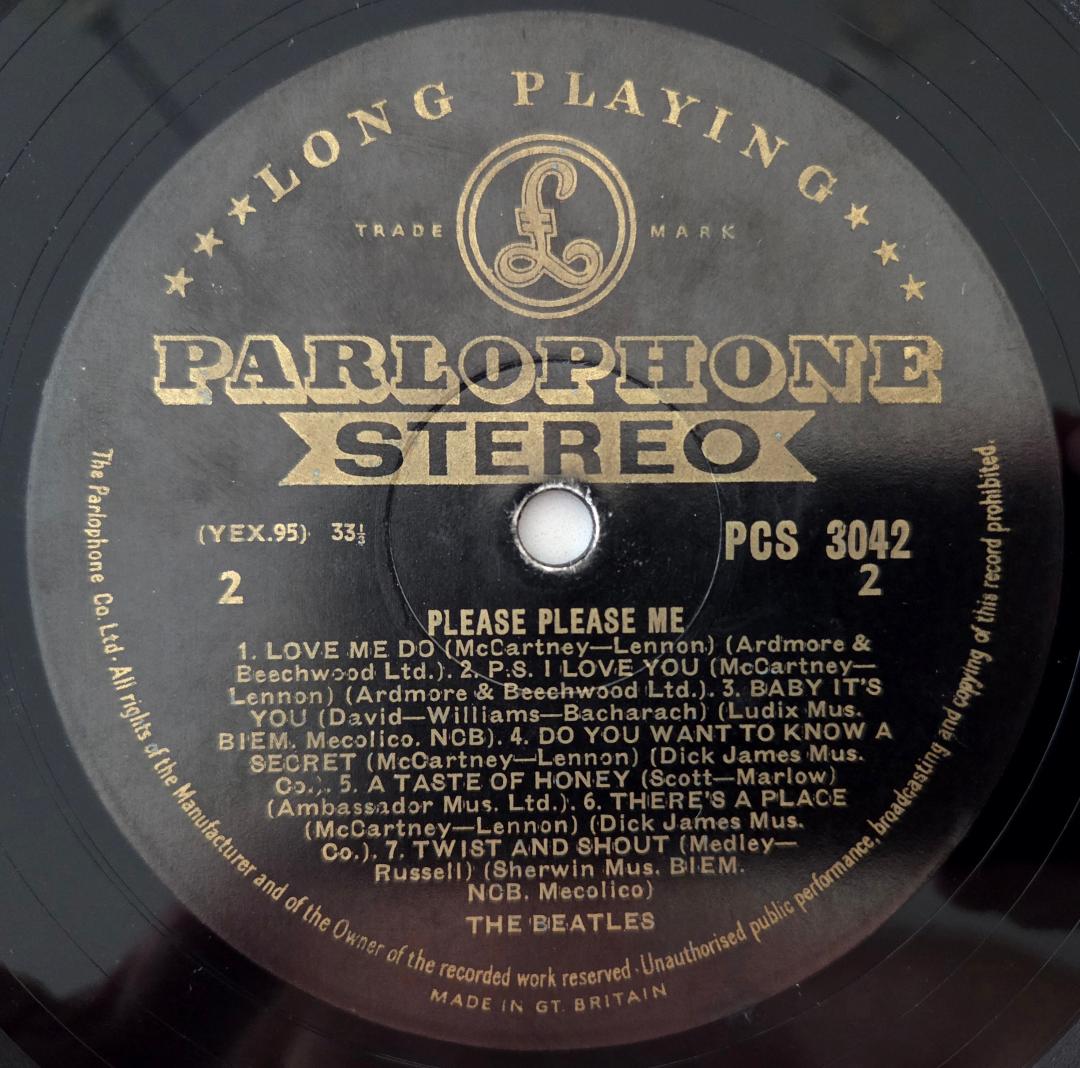 LONG PLAYING
TRADE £ MARK
PARLOPHONE
STEREO
(YEX.95) 33⅓
PCS 3042
2
2
PLEASE PLEASE ME
1. LOVE ME DO (McCartney—Lennon) (Ardmore &
Beechwood Ltd.). 2. P.S. I LOVE YOU (McCartney—
Lennon) (Ardmore & Beechwood Ltd.). 3. BABY IT'S
YOU (David—Williams—Bacharach) (Ludix Mus.
BIEM. Mecolico. NCB). 4. DO YOU WANT TO KNOW A
SECRET (McCartney—Lennon) (Dick James Mus.
Co.). 5. A TASTE OF HONEY (Scott—Marlow)
(Ambassador Mus. Ltd.). 6. THERE'S A PLACE
(McCartney—Lennon) (Dick James Mus.
Co.). 7. TWIST AND SHOUT (Medley—
Russell) (Sherwin Mus. BIEM.
NCB. Mecolico)
THE BEATLES
The Parlophone Co. Ltd · All rights of the Manufacturer and of the Owner of the recorded work reserved · Unauthorised public performance, broadcasting and copying of this record prohibited.
MADE IN GT. BRITAIN